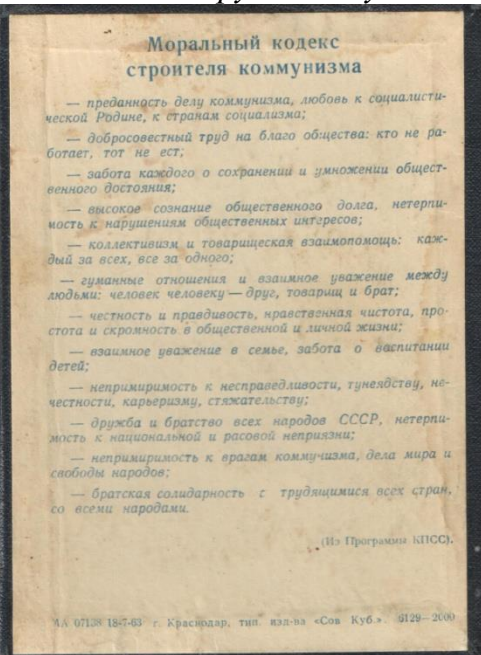 Моральный кодекс
строителя коммунизма
— преданность делу коммунизма, любовь к социалисти-
ческой Родине, к странам социализма;
— добросовестный труд на благо общества: кто не ра-
ботает, тот не ест;
— забота каждого о сохранении и умножении общест-
венного достояния;
— высокое сознание общественного долга, нетерпи-
мость к нарушениям общественных интересов;
— коллективизм и товарищеская взаимопомощь: каж-
дый за всех, все за одного;
— гуманные отношения и взаимное уважение между
людьми: человек человеку — друг, товарищ и брат;
— честность и правдивость, нравственная чистота, про-
стота и скромность в общественной и личной жизни;
— взаимное уважение в семье, забота о воспитании
детей;
— непримиримость к несправедливости, тунеядству, не-
честности, карьеризму, стяжательству;
— дружба и братство всех народов СССР, нетерпи-
мость к национальной и расовой неприязни;
— непримиримость к врагам коммунизма, дела мира и
свободы народов;
— братская солидарность с трудящимися всех стран,
со всеми народами.
(Из Программы КПСС).
07138 18-7-63 г. Краснодар, тип. изд-ва «Сов Куб.». 6129—2000